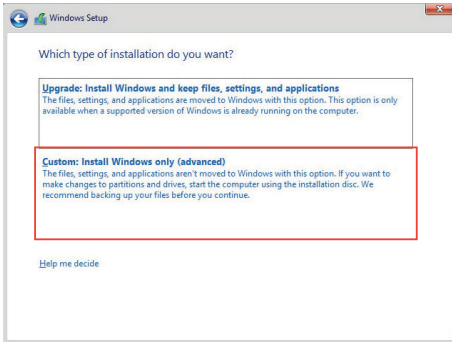 Windows Setup
Which type of installation do you want?
Upgrade: Install Windows and keep files, settings, and applications
The files, settings, and applications are moved to Windows with this option. This option is only
available when a supported version of Windows is already running on the computer.
Custom: Install Windows only (advanced)
The files, settings, and applications aren't moved to Windows with this option. If you want to
make changes to partitions and drives, start the computer using the installation disc. We
recommend backing up your files before you continue.
Help me decide